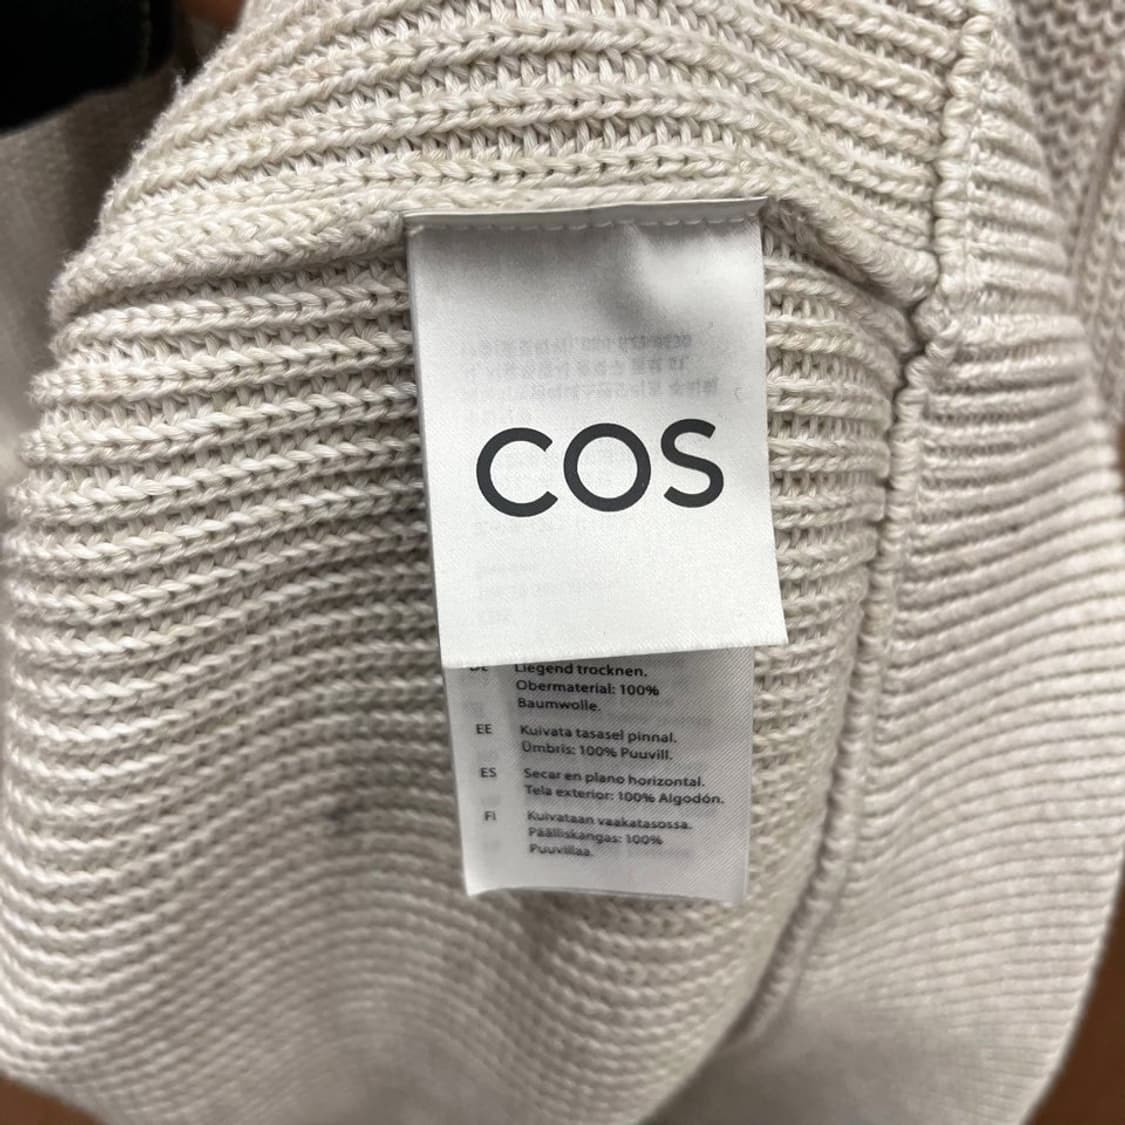 COS
Liegend trocknen.
Obermaterial: 100%
Baumwolle.
EE Kuivata tasasel pinnal.
Ümbris: 100% Puuvill.
ES Secar en plano horizontal.
Tela exterior: 100% Algodón.
FI Kuivataan vaakatasossa.
Päälliskangas: 100%
Puuvillaa.